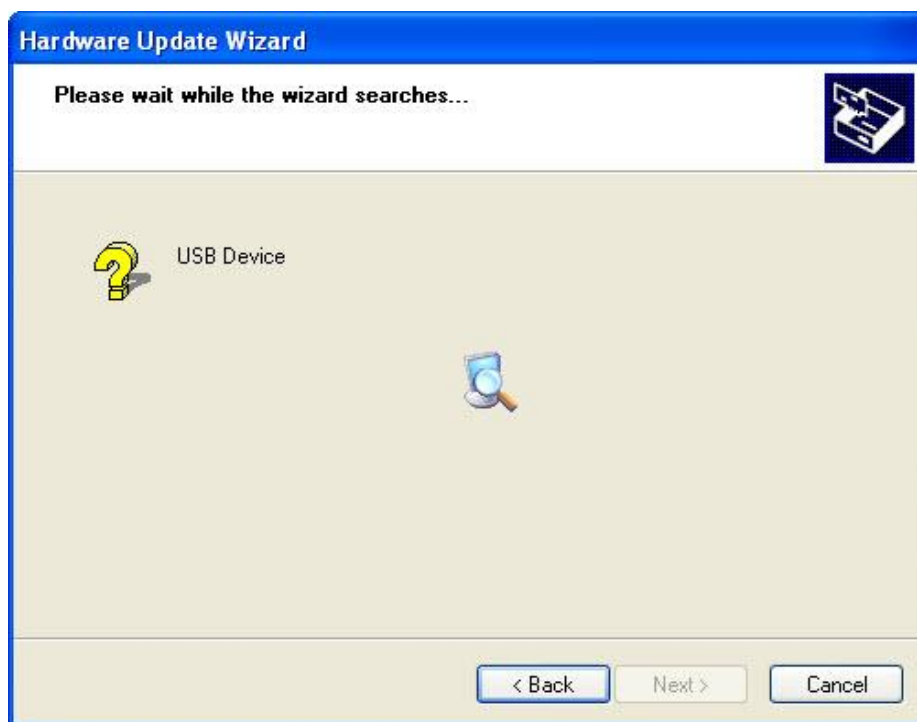 Hardware Update Wizard
Please wait while the wizard searches...
USB Device
< Back Next > Cancel